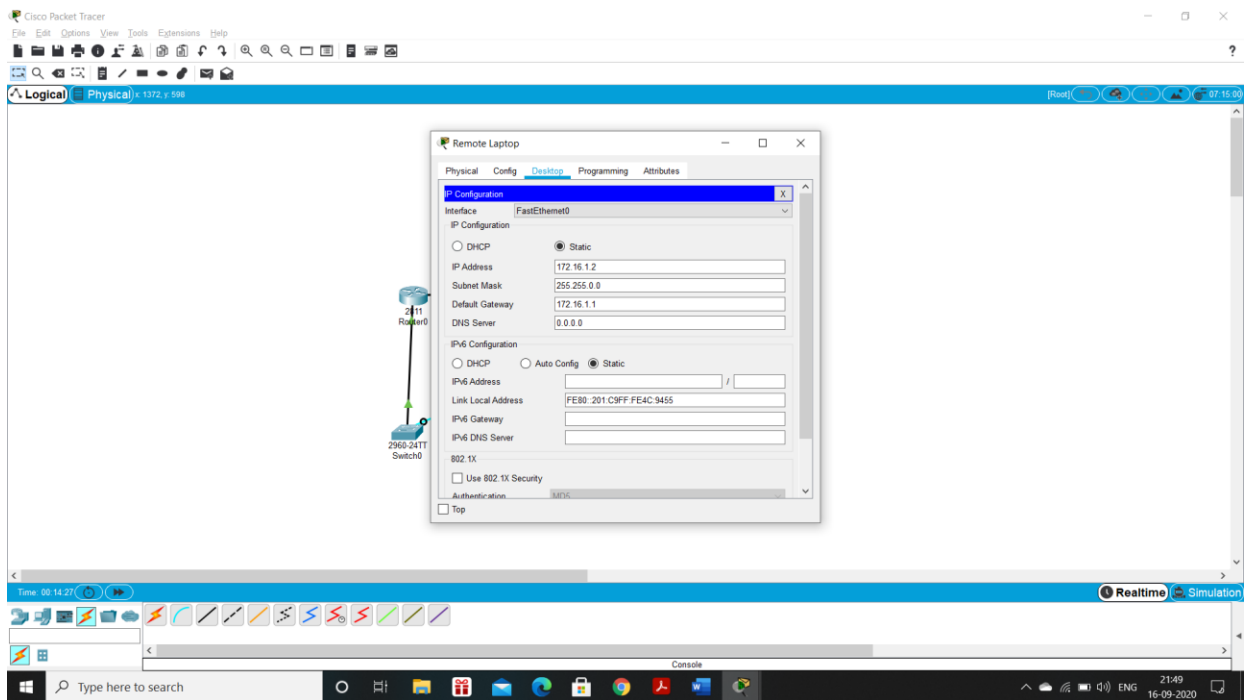 Cisco Packet Tracer
File Edit Options View Tools Extensions Help
?
Logical Physical x: 1372, y: 598 [Root] 07:15:00
Remote Laptop
Physical Config Desktop Programming Attributes
IP Configuration X
Interface FastEthernet0
IP Configuration
DHCP Static
IP Address 172.16.1.2
Subnet Mask 255.255.0.0
Default Gateway 172.16.1.1
DNS Server 0.0.0.0
IPv6 Configuration
DHCP Auto Config Static
IPv6 Address /
Link Local Address FE80::201:C9FF:FE4C:9455
IPv6 Gateway
IPv6 DNS Server
802.1X
Use 802.1X Security
Authentication MD5
Top
2811
Router0
2960-24TT
Switch0
Time: 00:14:27 Realtime Simulation
Console
Type here to search
ENG 21:49
16-09-2020